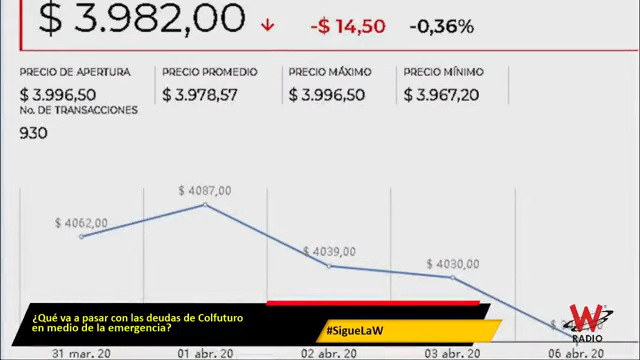 $ 3.982,00 ↓ -$ 14,50 -0,36%
PRECIO DE APERTURA PRECIO PROMEDIO PRECIO MÁXIMO PRECIO MÍNIMO
$ 3.996,50 $ 3.978,57 $ 3.996,50 $ 3.967,20
No. DE TRANSACCIONES
930
$ 4087,00
$ 4062,00
$ 4039,00
$ 4030,00
¿Qué va a pasar con las deudas de Colfuturo
en medio de la emergencia?
#SigueLaW
W
RADIO
31 mar. 20 01 abr. 20 02 abr. 20 03 abr. 20 06 abr. 20